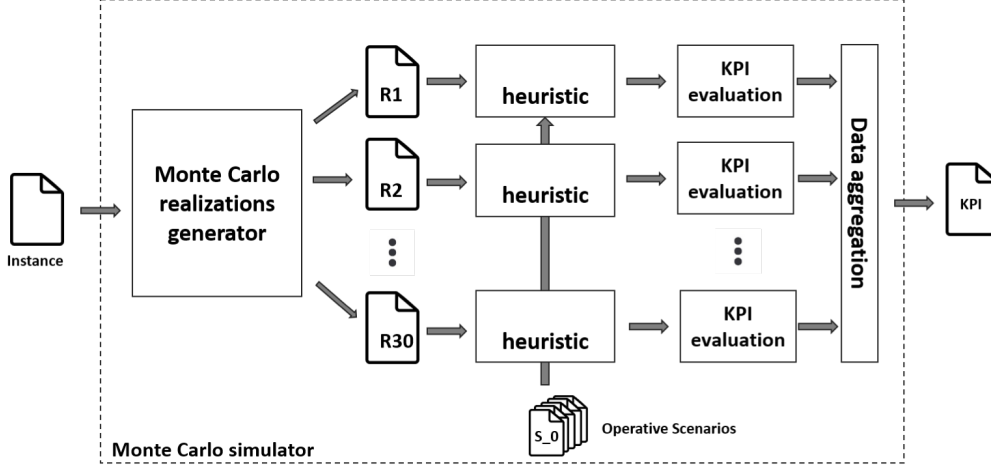 R1
heuristic
KPI
evaluation
Monte Carlo
realizations
generator
R2
heuristic
KPI
evaluation
Data aggregation
KPI
Instance
R30
heuristic
KPI
evaluation
S_0
Operative Scenarios
Monte Carlo simulator